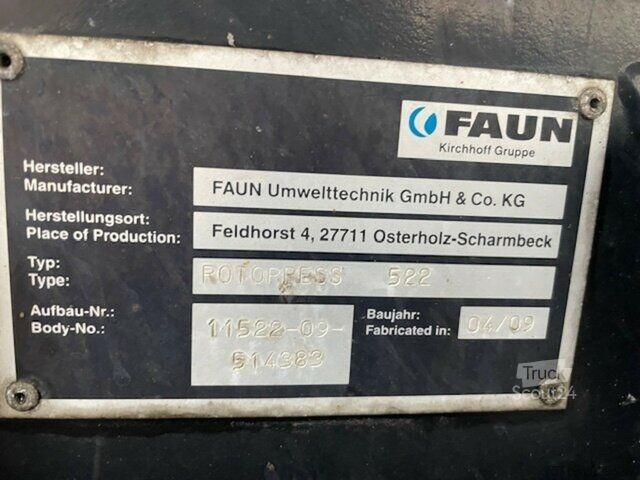 FAUN
Kirchhoff Gruppe
Hersteller:
Manufacturer:
FAUN Umwelttechnik GmbH & Co. KG
Herstellungsort:
Place of Production:
Feldhorst 4, 27711 Osterholz-Scharmbeck
Typ:
Type:
ROTOPRESS 522
Aufbau-Nr.:
Body-No.:
11522-09-
514383
Baujahr:
Fabricated in:
04/09
Truck
Scout24